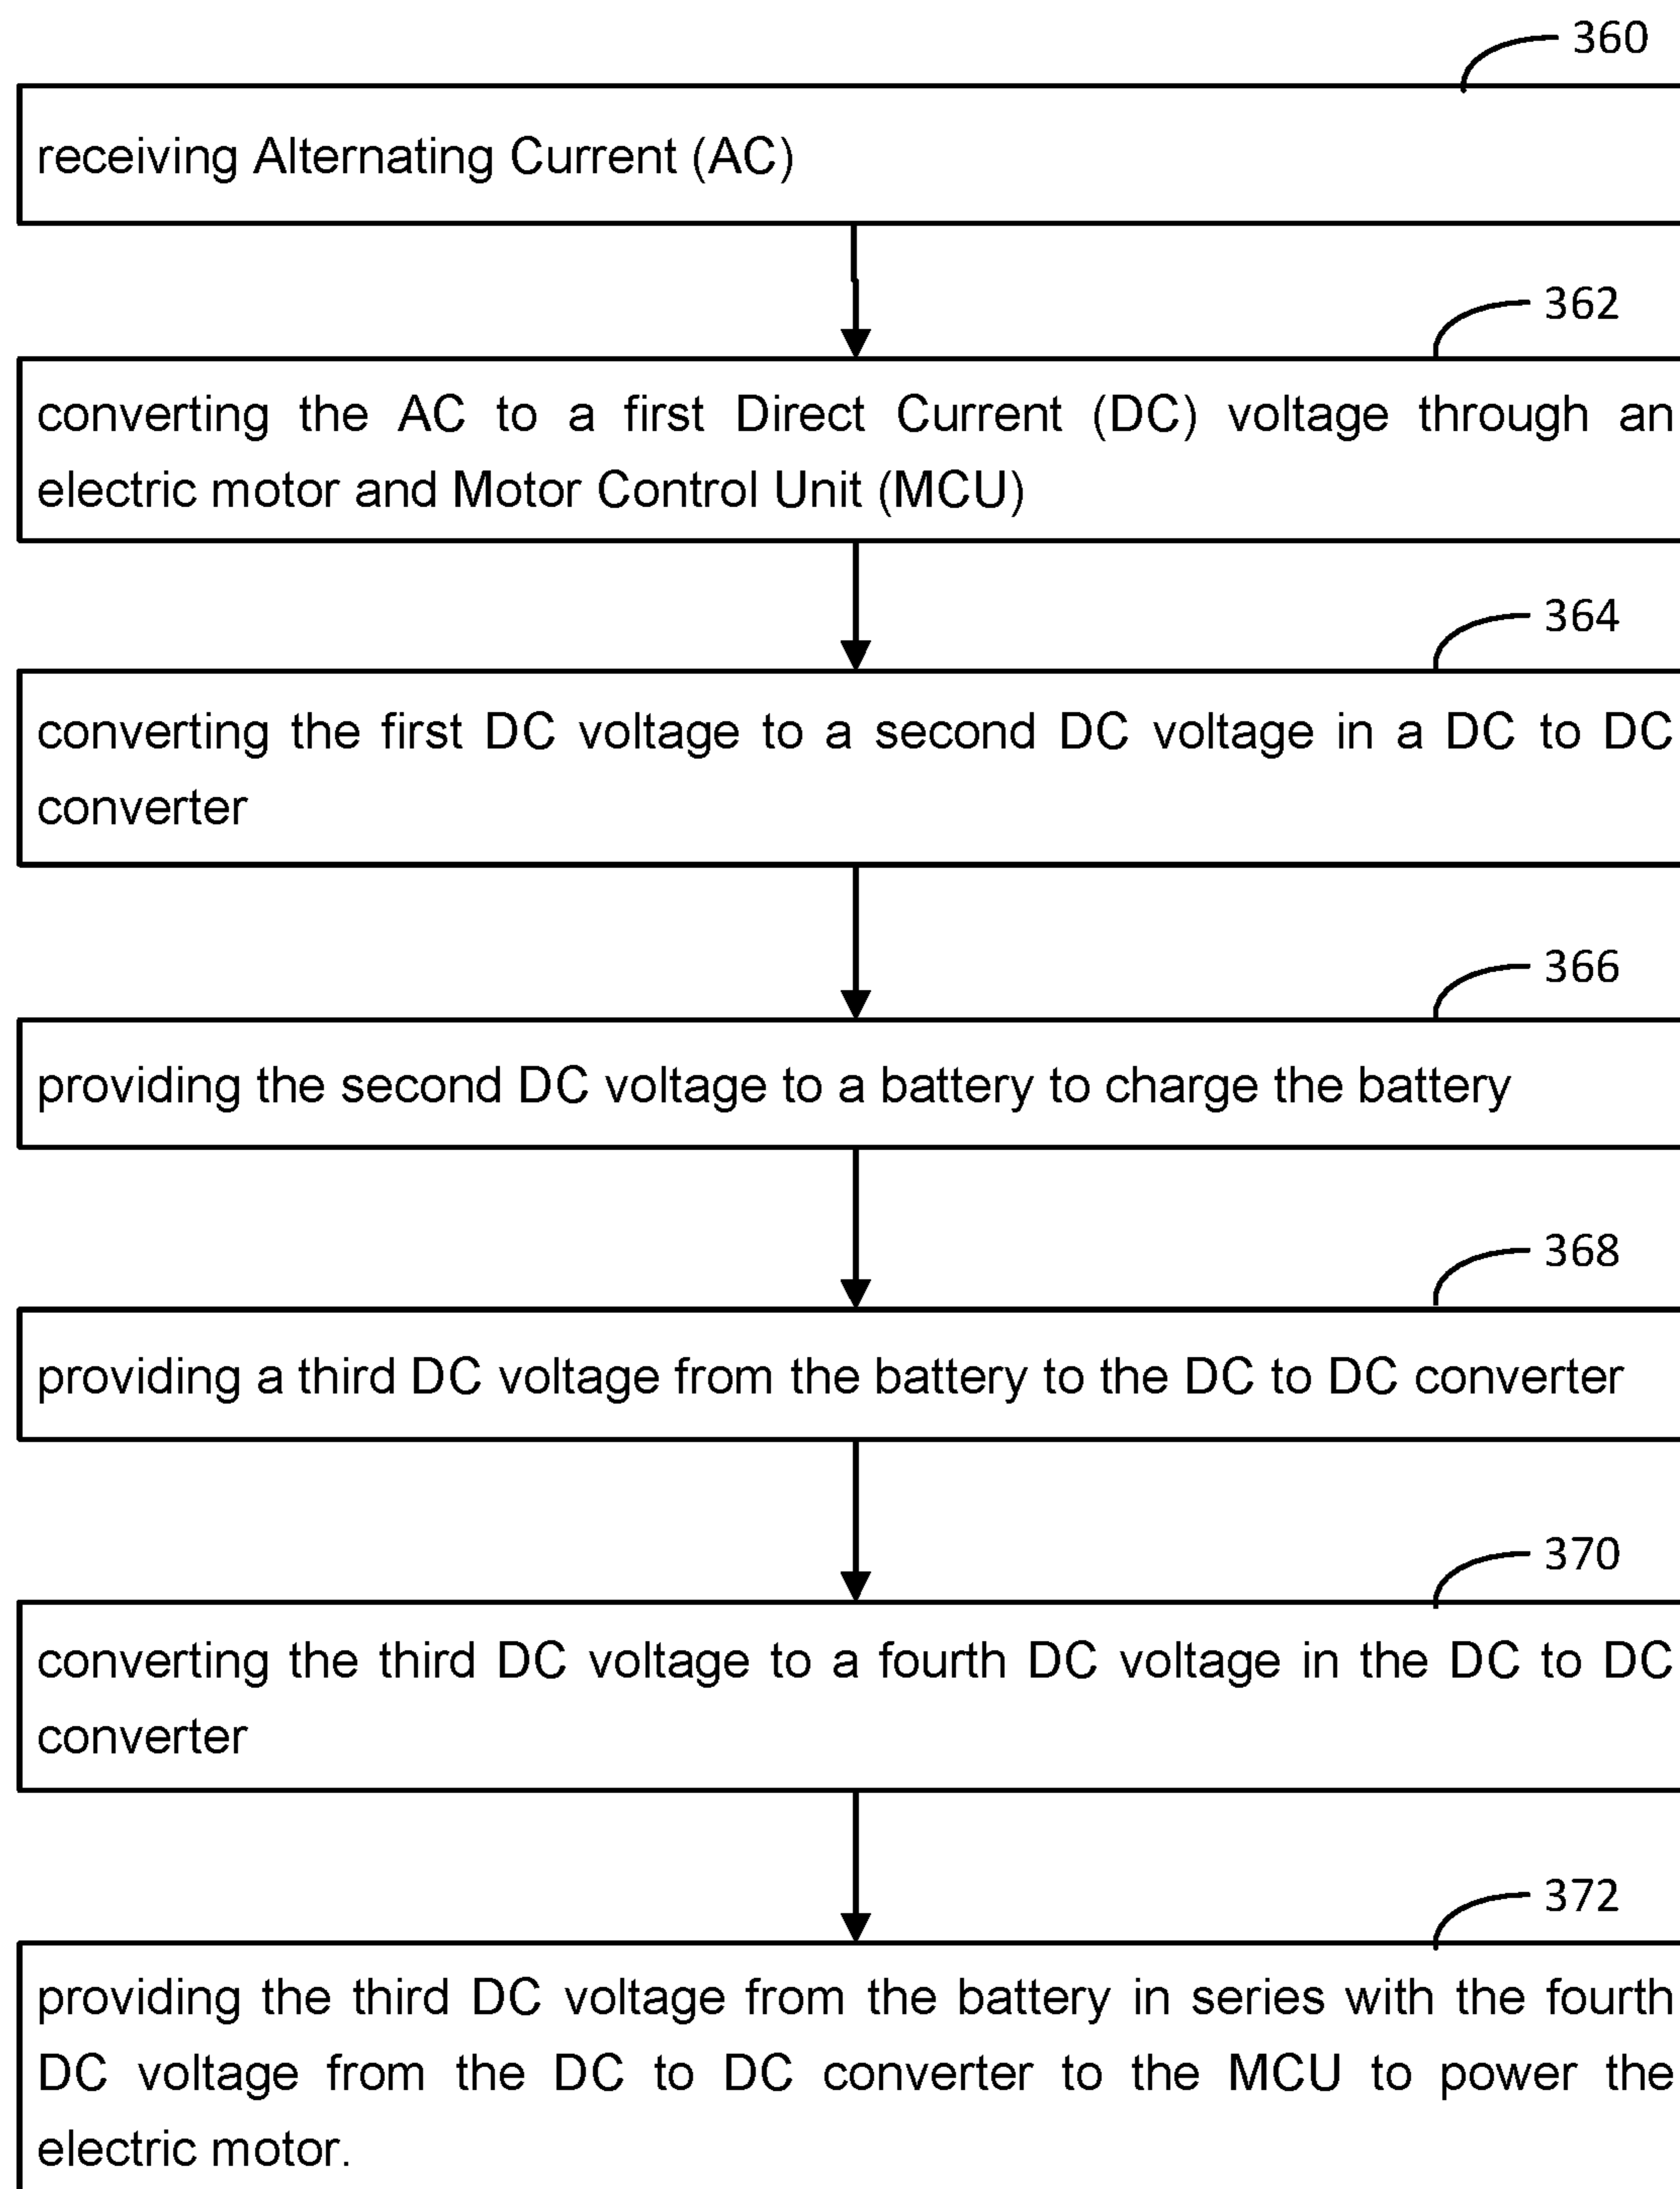 360
receiving Alternating Current (AC)
362
converting the AC to a first Direct Current (DC) voltage through an
electric motor and Motor Control Unit (MCU)
364
converting the first DC voltage to a second DC voltage in a DC to DC
converter
366
providing the second DC voltage to a battery to charge the battery
368
providing a third DC voltage from the battery to the DC to DC converter
370
converting the third DC voltage to a fourth DC voltage in the DC to DC
converter
372
providing the third DC voltage from the battery in series with the fourth
DC voltage from the DC to DC converter to the MCU to power the
electric motor.